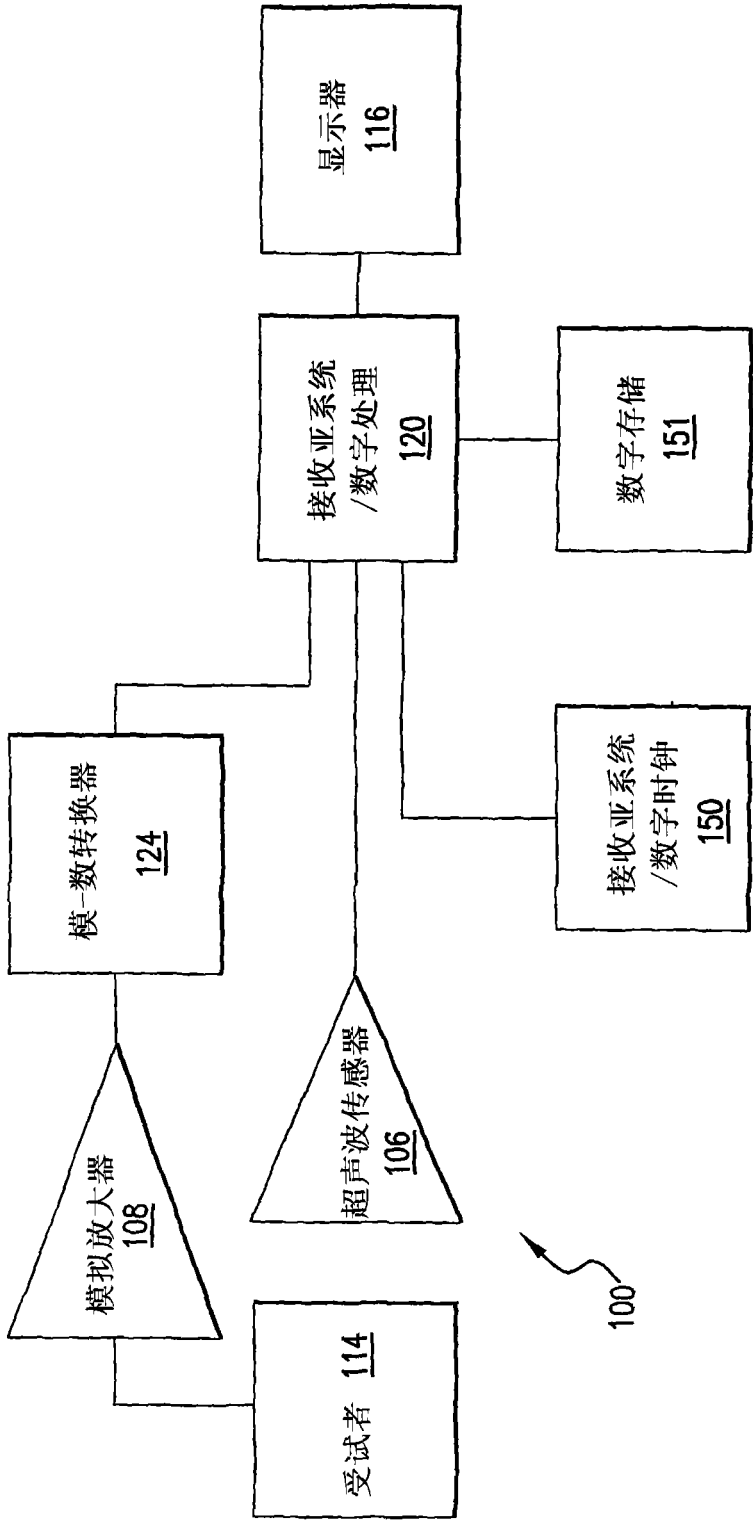 模拟放大器
108
模-数转换器
124
受试者 114
超声波传感器
106
接收亚系统
/数字处理
120
显示器
116
接收亚系统
/数字时钟
150
数字存储
151
100